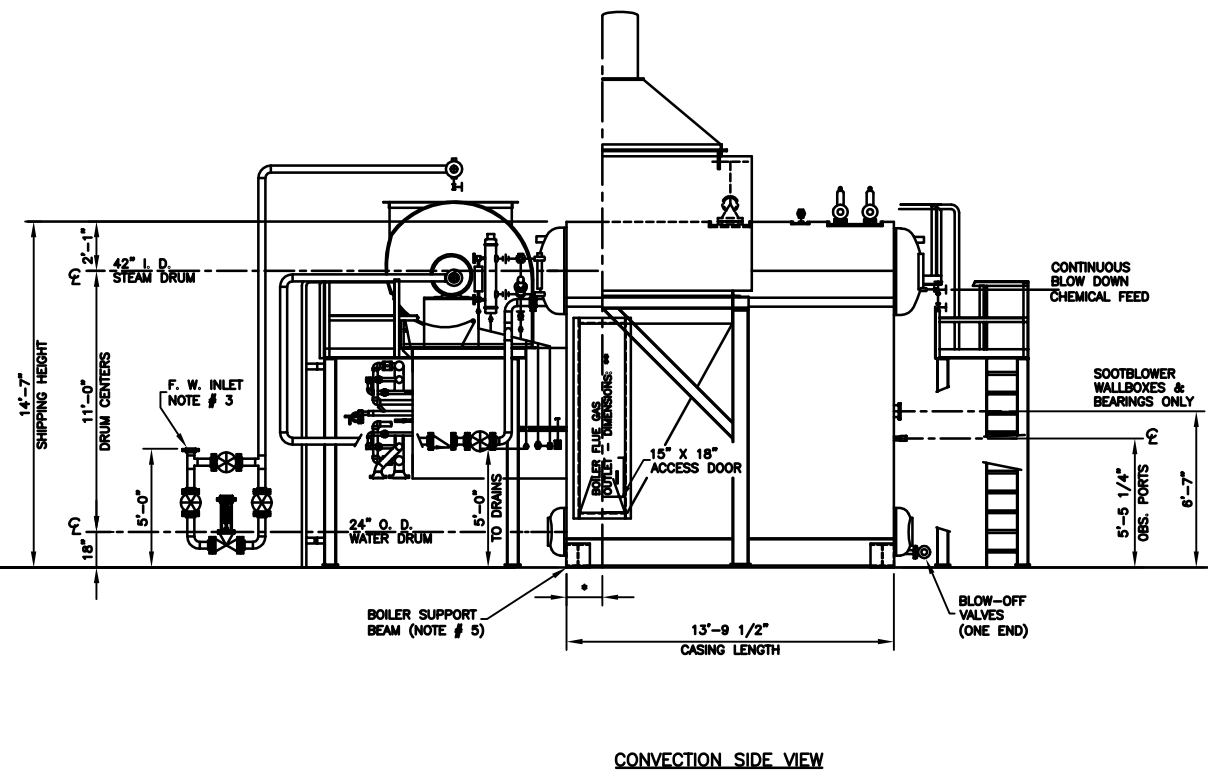 2'-1"
℄
42" I. D.
STEAM DRUM
14'-7"
SHIPPING HEIGHT
11'-0"
DRUM CENTERS
F. W. INLET
NOTE # 3
5'-0"
℄
18"
24" O. D.
WATER DRUM
5'-0"
TO DRAINS
BOILER FLUE GAS
OUTLET - DIMENSIONS: **
15" X 18"
ACCESS DOOR
CONTINUOUS
BLOW DOWN
CHEMICAL FEED
SOOTBLOWER
WALLBOXES &
BEARINGS ONLY
℄
5'-5 1/4"
OBS. PORTS
6'-7"
*
BOILER SUPPORT
BEAM (NOTE # 5)
13'-9 1/2"
CASING LENGTH
BLOW-OFF
VALVES
(ONE END)
CONVECTION SIDE VIEW